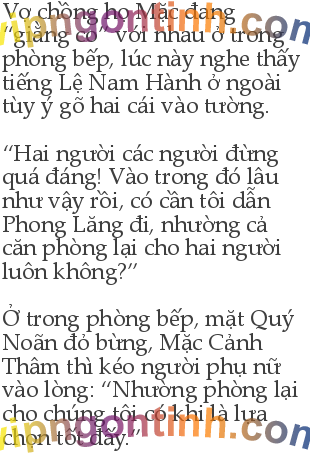 Vợ chồng họ Mặc đang
“giằng co” với nhau ở trong
phòng bếp, lúc này nghe thấy
tiếng Lệ Nam Hành ở ngoài
tùy ý gõ hai cái vào tường.
“Hai người các người đừng
quá đáng! Vào trong đó lâu
như vậy rồi, có cần tôi dẫn
Phong Lăng đi, nhường cả
căn phòng lại cho hai người
luôn không?”
Ở trong phòng bếp, mặt Quý
Noãn đỏ bừng, Mặc Cảnh
Thâm thì kéo người phụ nữ
vào lòng: “Nhường phòng lại
cho chúng tôi có khi là lựa
chọn tốt đấy.”
vipngontinh.com
vipngontinh.com